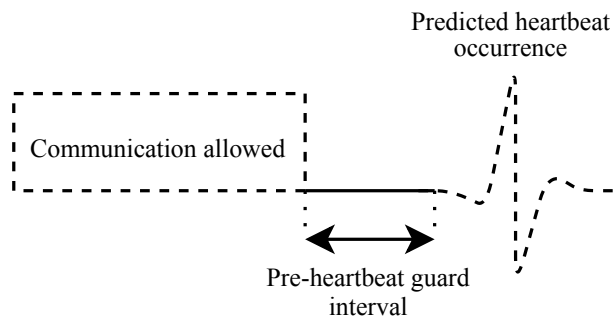 Predicted heartbeat
occurrence
Communication allowed
Pre-heartbeat guard
interval